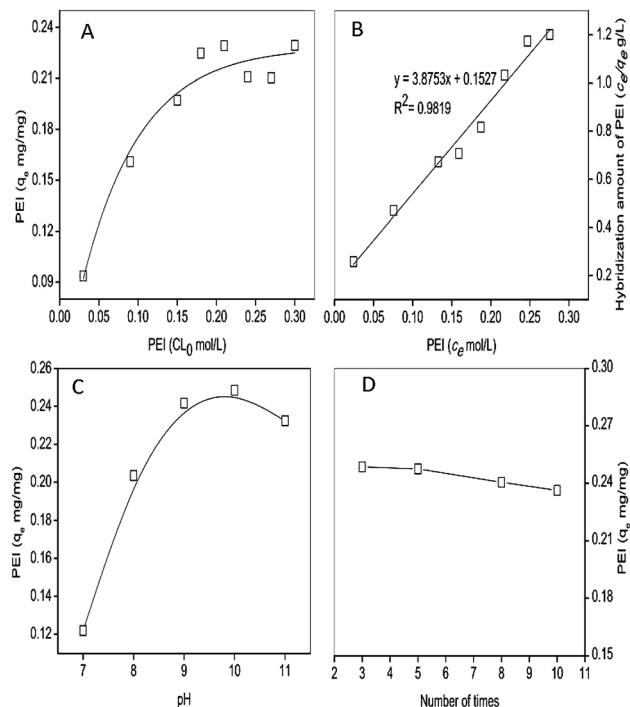 A
PEI (qe mg/mg)
0.24
0.21
0.18
0.15
0.12
0.09
0.00 0.05 0.10 0.15 0.20 0.25 0.30
PEI (CL0 mol/L)
B
y = 3.8753x + 0.1527
R2 = 0.9819
1.2
1.0
0.8
0.6
0.4
0.2
Hybridization amount of PEI (ce/qe g/L)
0.00 0.05 0.10 0.15 0.20 0.25 0.30
PEI (ce mol/L)
C
PEI (qe mg/mg)
0.26
0.24
0.22
0.20
0.18
0.16
0.14
0.12
7 8 9 10 11
pH
D
0.30
0.27
0.24
0.21
0.18
0.15
PEI (qe mg/mg)
2 3 4 5 6 7 8 9 10 11
Number of times